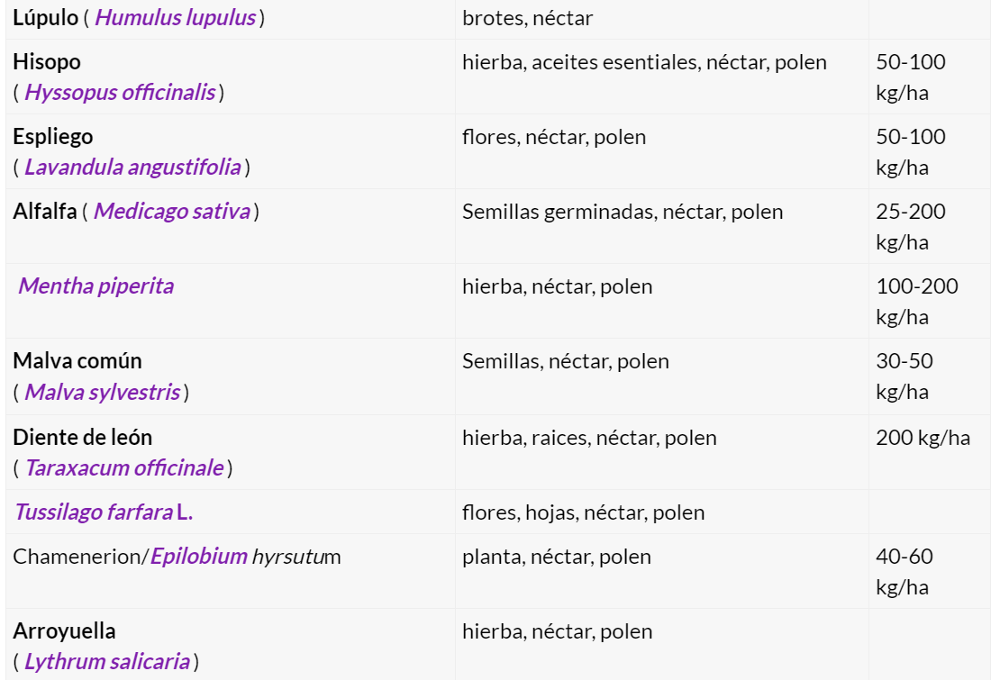 Lúpulo ( Humulus lupulus ) brotes, néctar
Hisopo hierba, aceites esentiales, néctar, polen 50-100
( Hyssopus officinalis ) kg/ha
Espliego flores, néctar, polen 50-100
( Lavandula angustifolia ) kg/ha
Alfalfa ( Medicago sativa ) Semillas germinadas, néctar, polen 25-200
kg/ha
Mentha piperita hierba, néctar, polen 100-200
kg/ha
Malva común Semillas, néctar, polen 30-50
( Malva sylvestris ) kg/ha
Diente de león hierba, raices, néctar, polen 200 kg/ha
( Taraxacum officinale )
Tussilago farfara L. flores, hojas, néctar, polen
Chamenerion/Epilobium hyrsutum planta, néctar, polen 40-60
kg/ha
Arroyuella hierba, néctar, polen
( Lythrum salicaria )